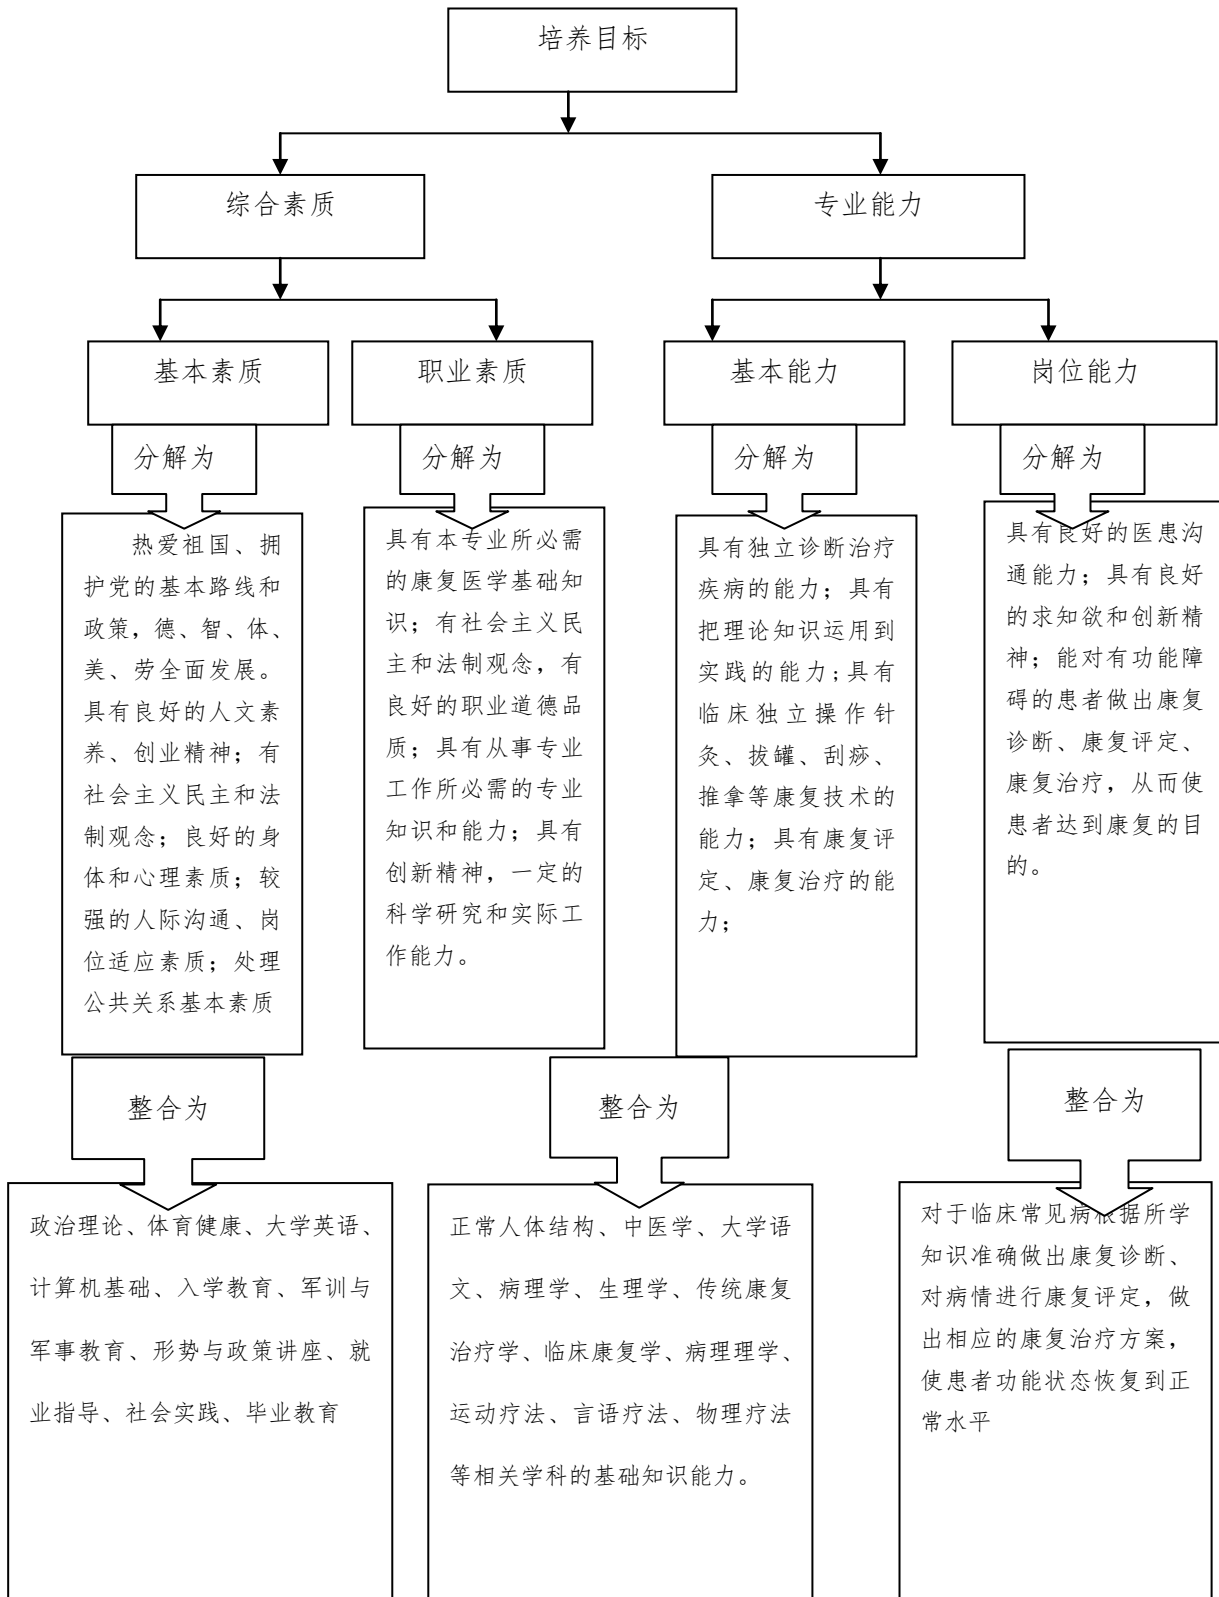 培养目标
综合素质
专业能力
基本素质
职业素质
基本能力
岗位能力
分解为
分解为
分解为
分解为
热爱祖国、拥
护党的基本路线和
政策，德、智、体、
美、劳全面发展。
具有良好的人文素
养、创业精神；有
社会主义民主和法
制观念；良好的身
体和心理素质；较
强的人际沟通、岗
位适应素质；处理
公共关系基本素质
具有本专业所必需
的康复医学基础知
识；有社会主义民
主和法制观念，有
良好的职业道德品
质；具有从事专业
工作所必需的专业
知识和能力；具有
创新精神，一定的
科学研究和实际工
作能力。
具有独立诊断治疗
疾病的能力；具有
把理论知识运用到
实践的能力；具有
临床独立操作针
灸、拔罐、刮痧、
推拿等康复技术的
能力；具有康复评
定、康复治疗的能
力；
具有良好的医患沟
通能力；具有良好
的求知欲和创新精
神；能对有功能障
碍的患者做出康复
诊断、康复评定、
康复治疗，从而使
患者达到康复的目
的。
整合为
整合为
整合为
政治理论、体育健康、大学英语、
计算机基础、入学教育、军训与
军事教育、形势与政策讲座、就
业指导、社会实践、毕业教育
正常人体结构、中医学、大学语
文、病理学、生理学、传统康复
治疗学、临床康复学、病理理学、
运动疗法、言语疗法、物理疗法
等相关学科的基础知识能力。
对于临床常见病根据所学
知识准确做出康复诊断、
对病情进行康复评定，做
出相应的康复治疗方案，
使患者功能状态恢复到正
常水平